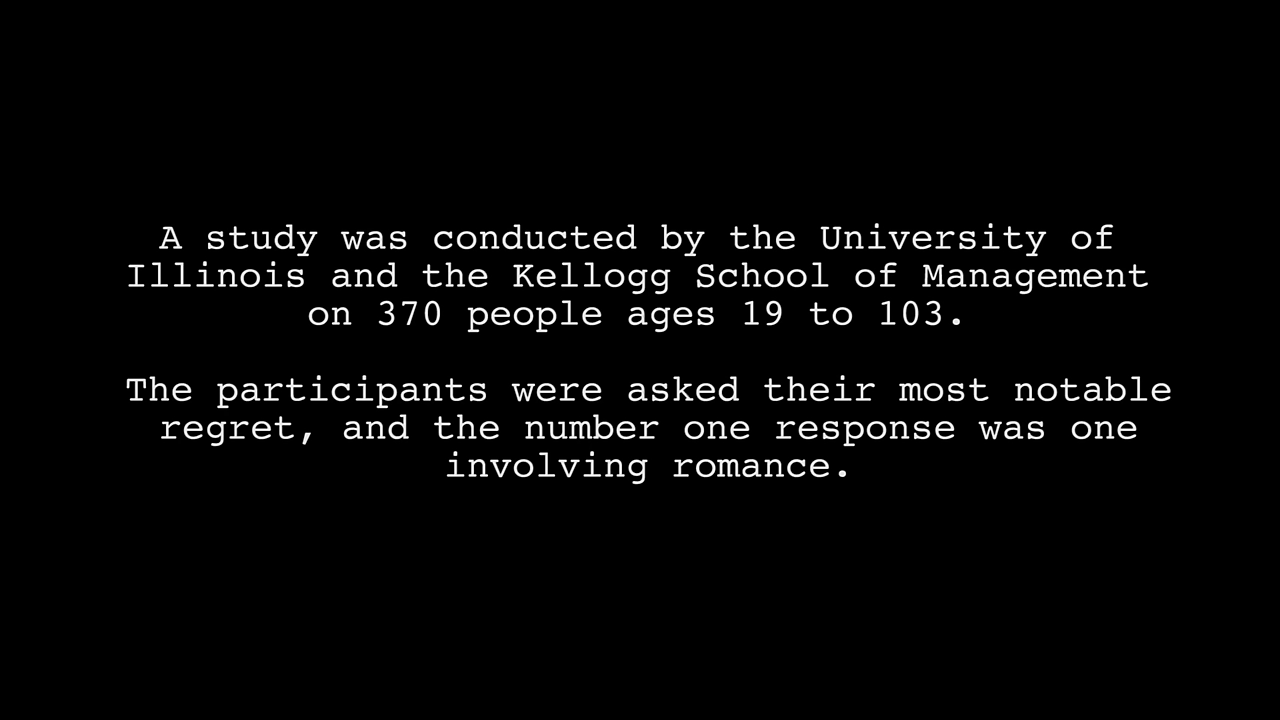 A study was conducted by the University of
Illinois and the Kellogg School of Management
on 370 people ages 19 to 103.
The participants were asked their most notable
regret, and the number one response was one
involving romance.